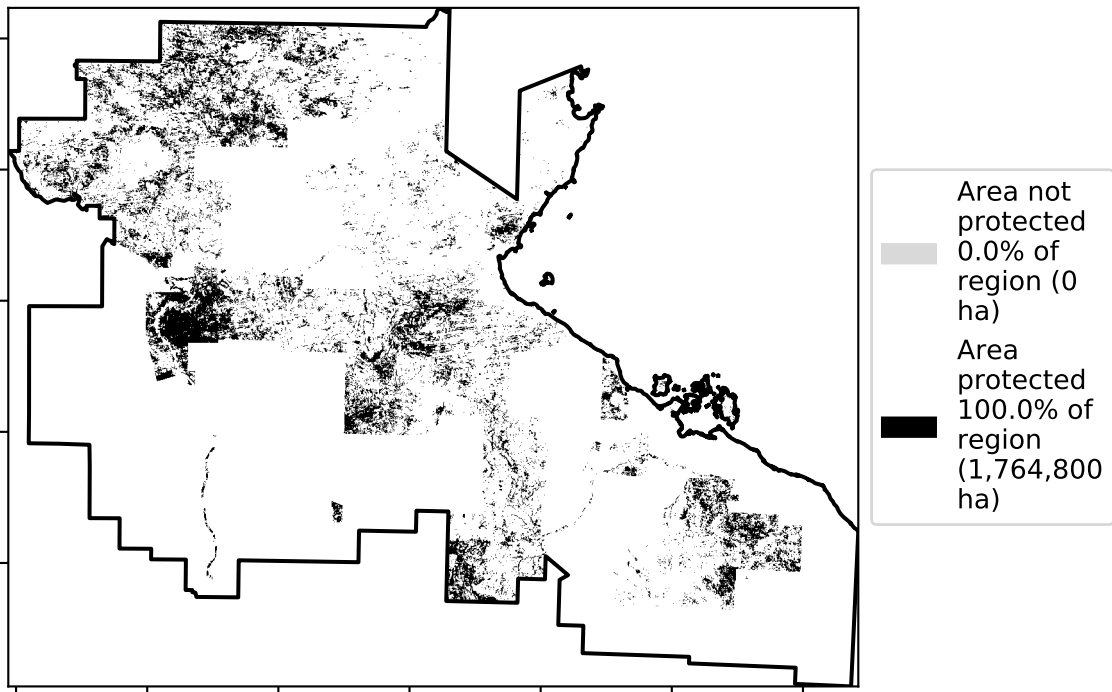 Area not
protected
0.0% of
region (0
ha)
Area
protected
100.0% of
region
(1,764,800
ha)